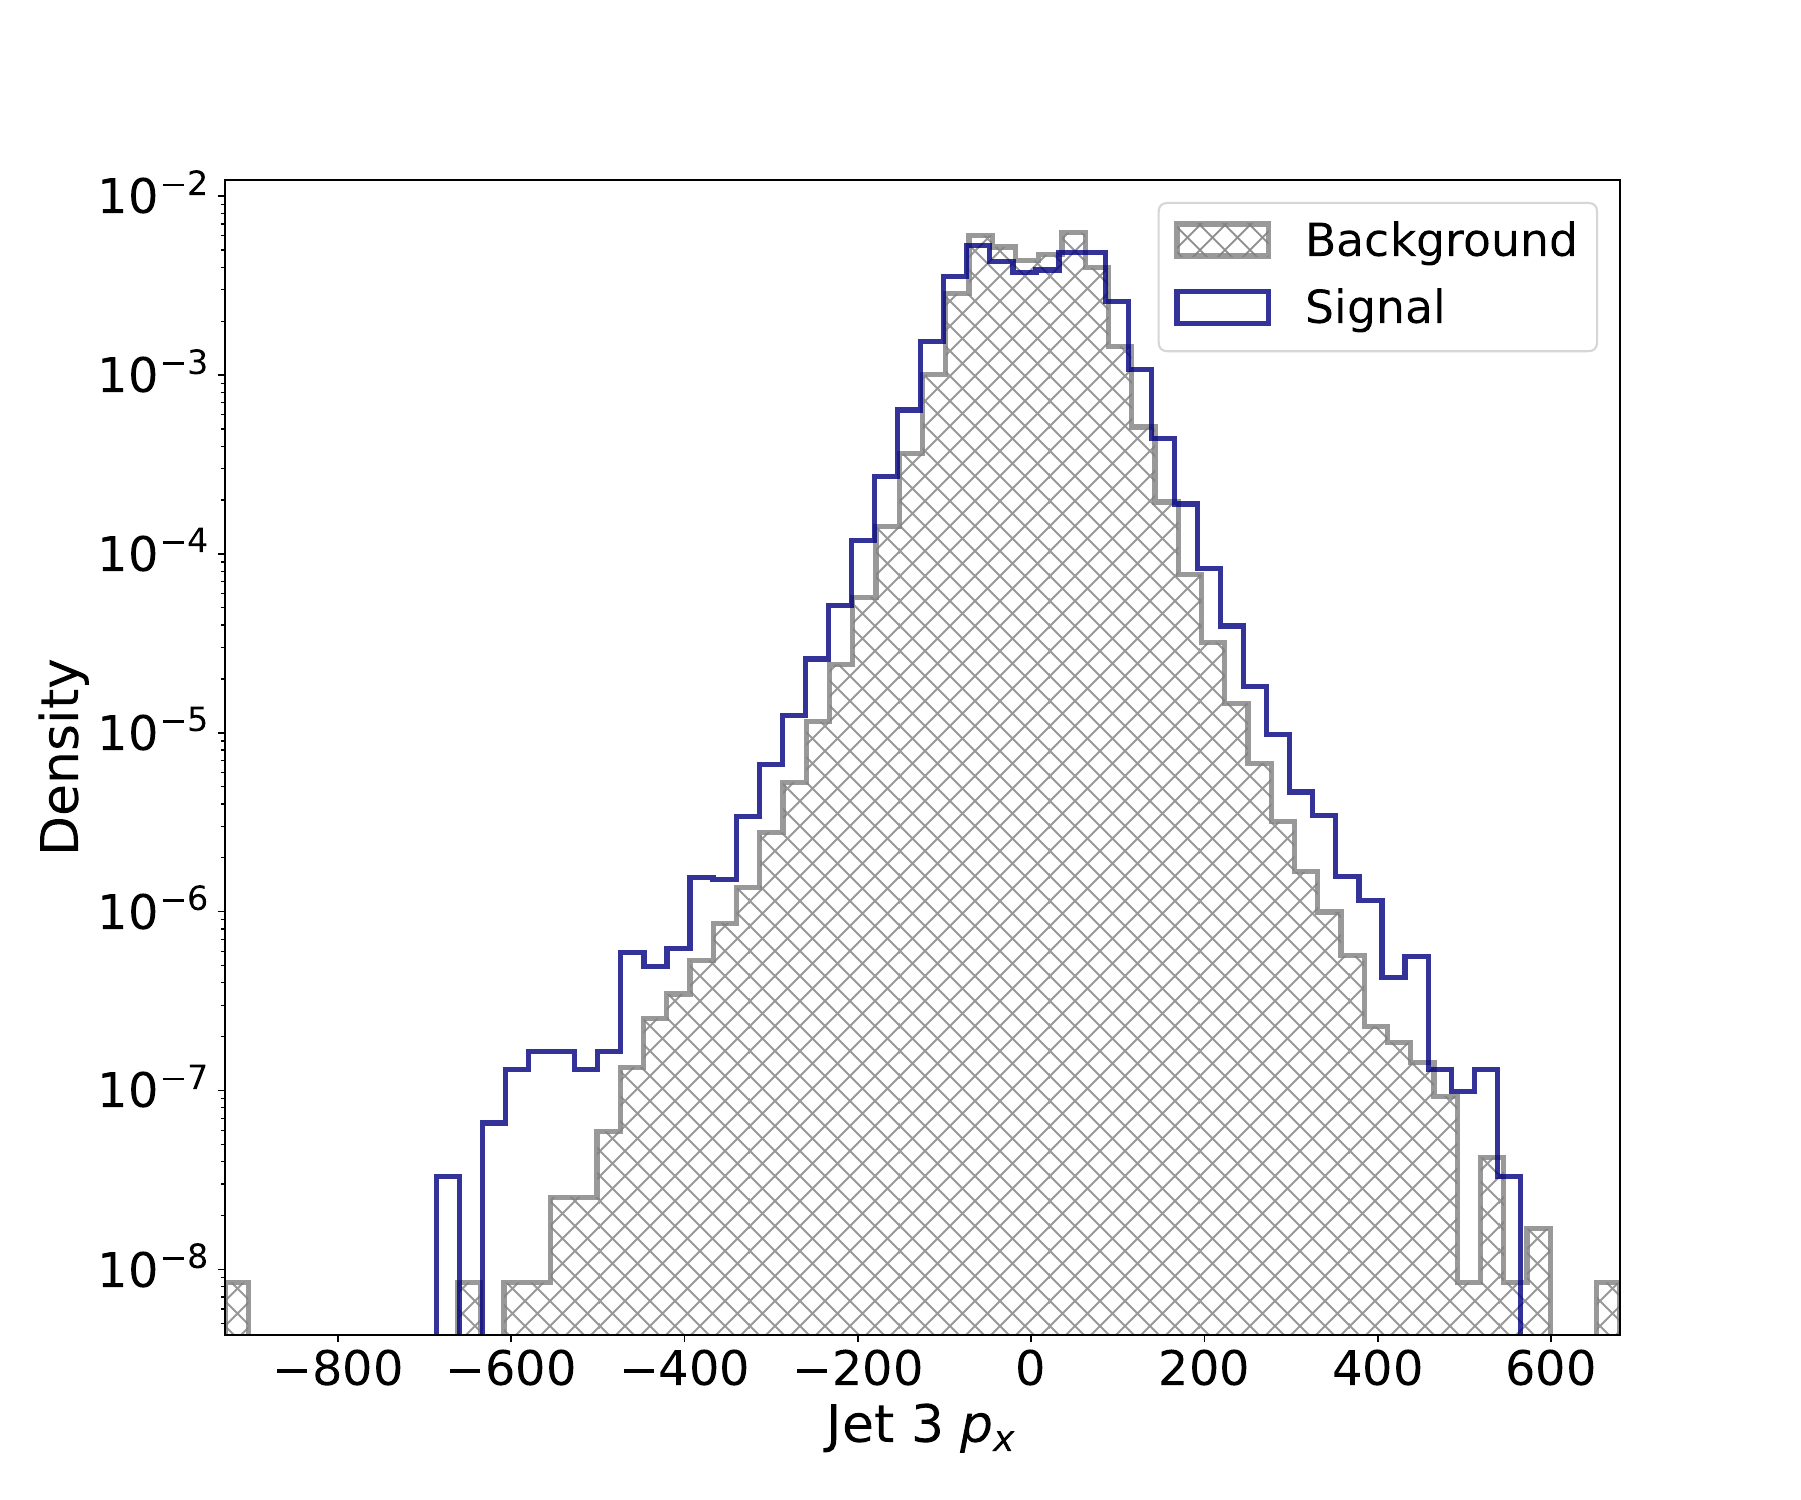 Background
Signal
10⁻²
10⁻³
10⁻⁴
10⁻⁵
10⁻⁶
10⁻⁷
10⁻⁸
Density
−800 −600 −400 −200 0 200 400 600
Jet 3 pₓ